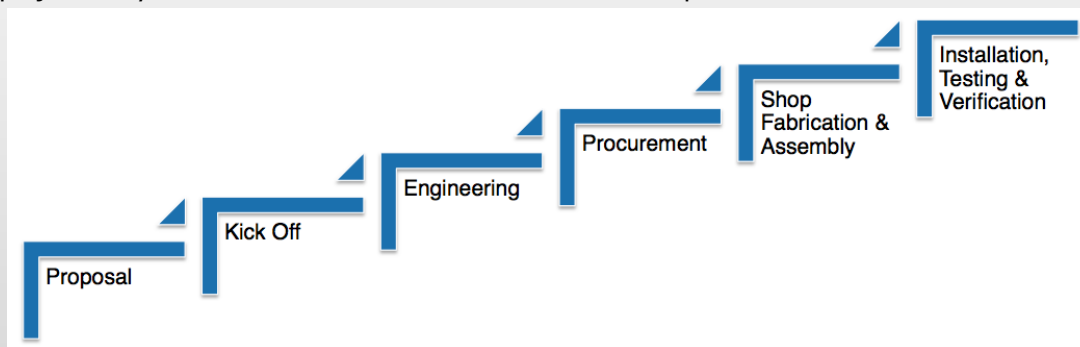 Proposal
Kick Off
Engineering
Procurement
Shop
Fabrication &
Assembly
Installation,
Testing &
Verification